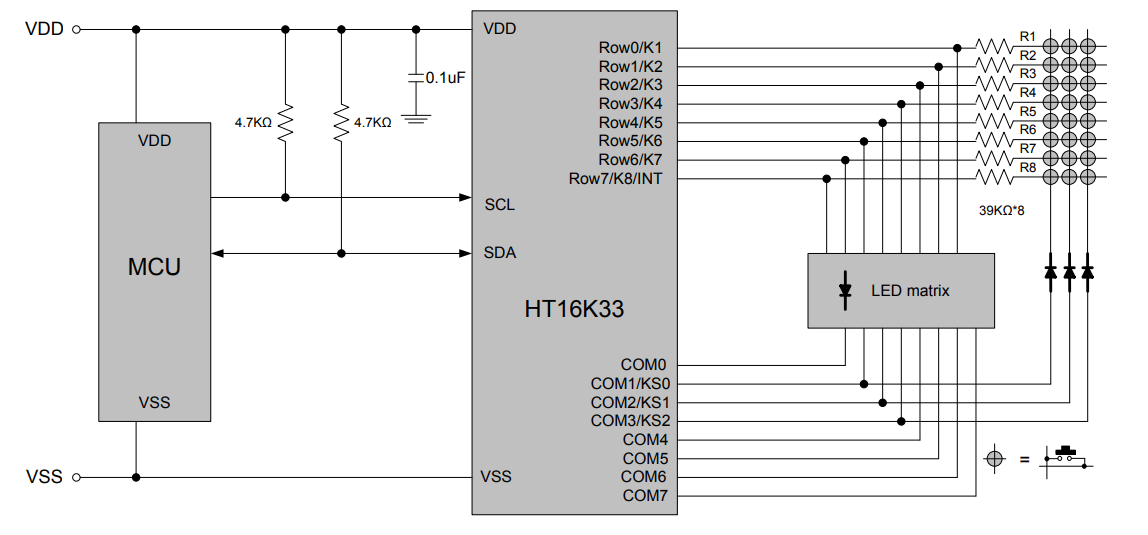 VDD
VDD
Row0/K1
R1
Row1/K2
R2
Row2/K3
R3
0.1uF
Row3/K4
R4
4.7KΩ
4.7KΩ
Row4/K5
R5
VDD
Row5/K6
R6
Row6/K7
R7
Row7/K8/INT
R8
SCL
39KΩ*8
SDA
MCU
LED matrix
HT16K33
COM0
COM1/KS0
VSS
COM2/KS1
COM3/KS2
COM4
COM5
=
VSS
VSS
COM6
COM7